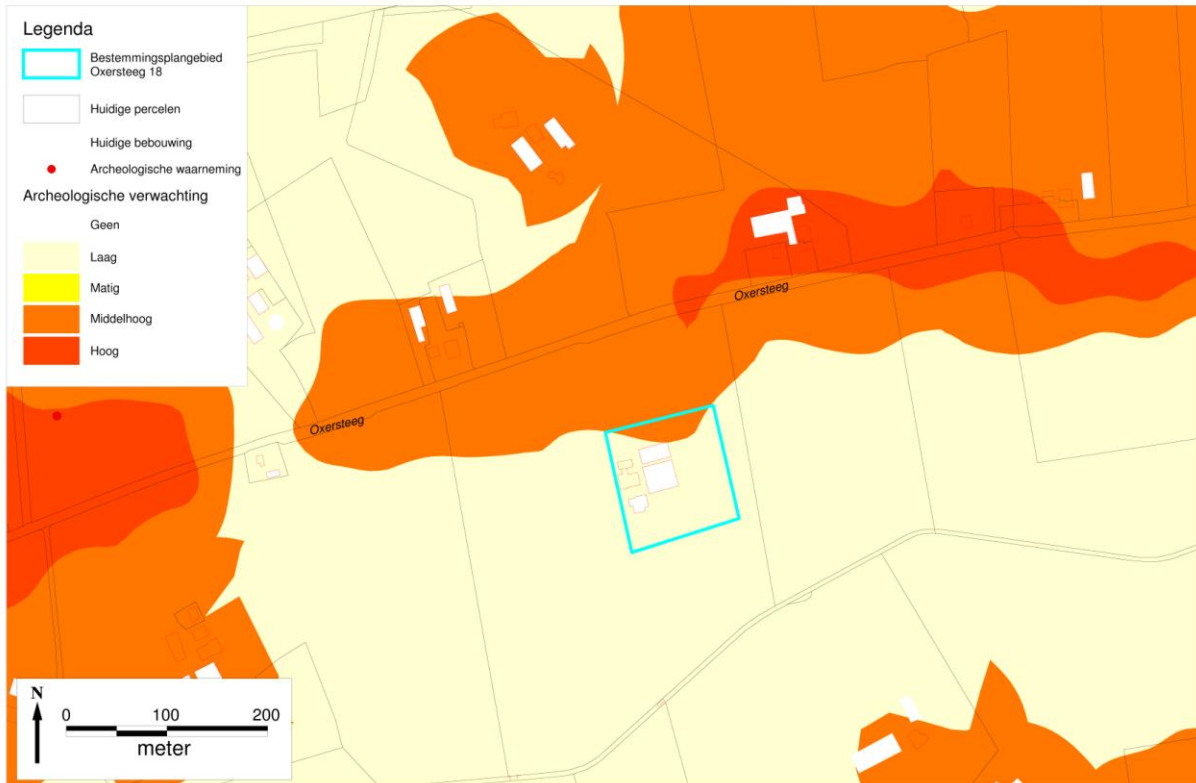 Legenda
Bestemmingsplangebied
Oxersteeg 18
Huidige percelen
Huidige bebouwing
Archeologische waarneming
Archeologische verwachting
Geen
Laag
Matig
Middelhoog
Hoog
Oxersteeg
Oxersteeg
N
0 100 200
meter